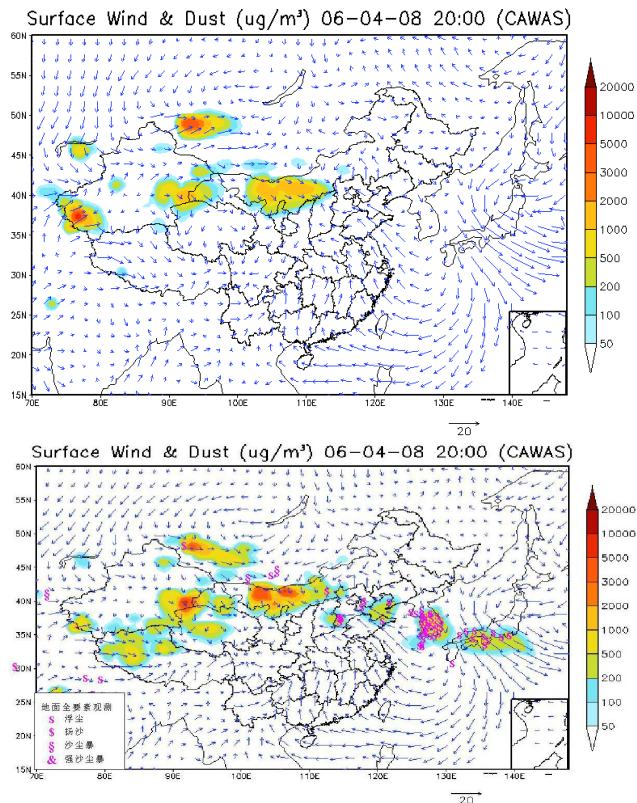 Surface Wind & Dust (ug/m³) 06-04-08 20:00 (CAWAS)
60N
55N
50N
45N
40N
35N
30N
25N
20N
15N
70E 80E 90E 100E 110E 120E 130E 140E
20
20000
10000
5000
3000
2000
1000
500
200
100
50
Surface Wind & Dust (ug/m³) 06-04-08 20:00 (CAWAS)
60N
55N
50N
45N
40N
35N
30N
25N
20N
15N
地面全要素观测
浮尘
扬沙
沙尘暴
强沙尘暴
70E 80E 90E 100E 110E 120E 130E 140E
20
20000
10000
5000
3000
2000
1000
500
200
100
50